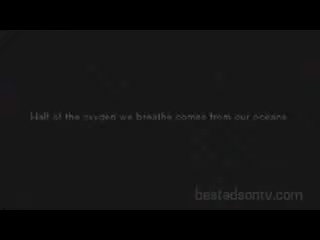 Half of the oxygen we breathe comes from our oceans
bestadsontv.com